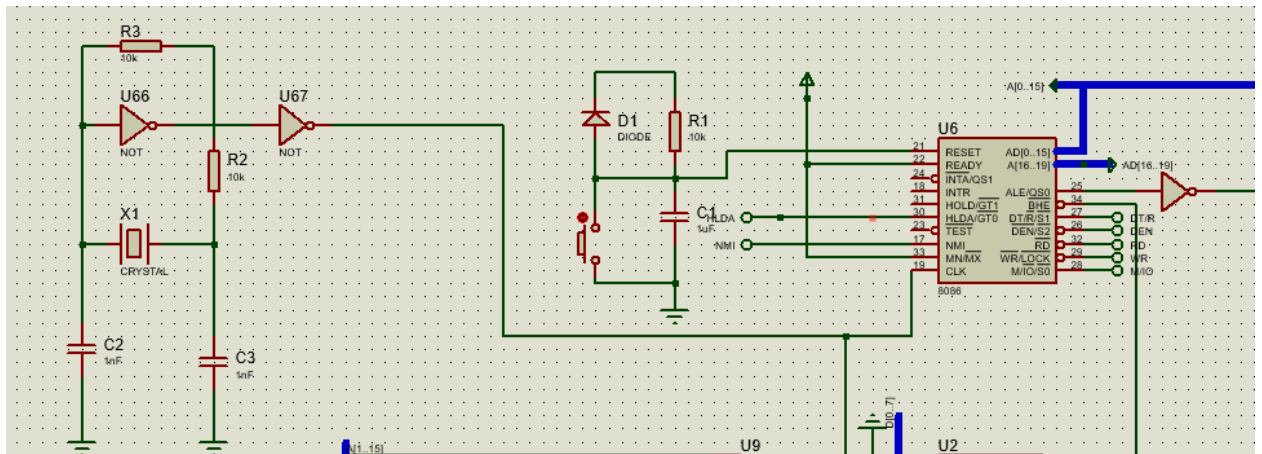 R3
10k
U66
NOT
U67
NOT
R2
10k
X1
CRYSTAL
C2
1nF
C3
1nF
D1
DIODE
R1
10k
C1
1uF
HLDA
NMI
A[0..15]
U6
21 RESET AD[0..15]
22 READY A[16..19] AD[16..19]
24 INTA/QS1
18 INTR ALE/QS0 25
31 HOLD/GT1 BHE 34
30 HLDA/GT0 DT/R/S1 27 DT/R
23 TEST DEN/S2 26 DEN
17 NMI RD 32 RD
33 MN/MX WR/LOCK 29 WR
19 CLK M/IO/S0 28 M/IO
8086
D[0..7]
A[1..15]
U9
U2